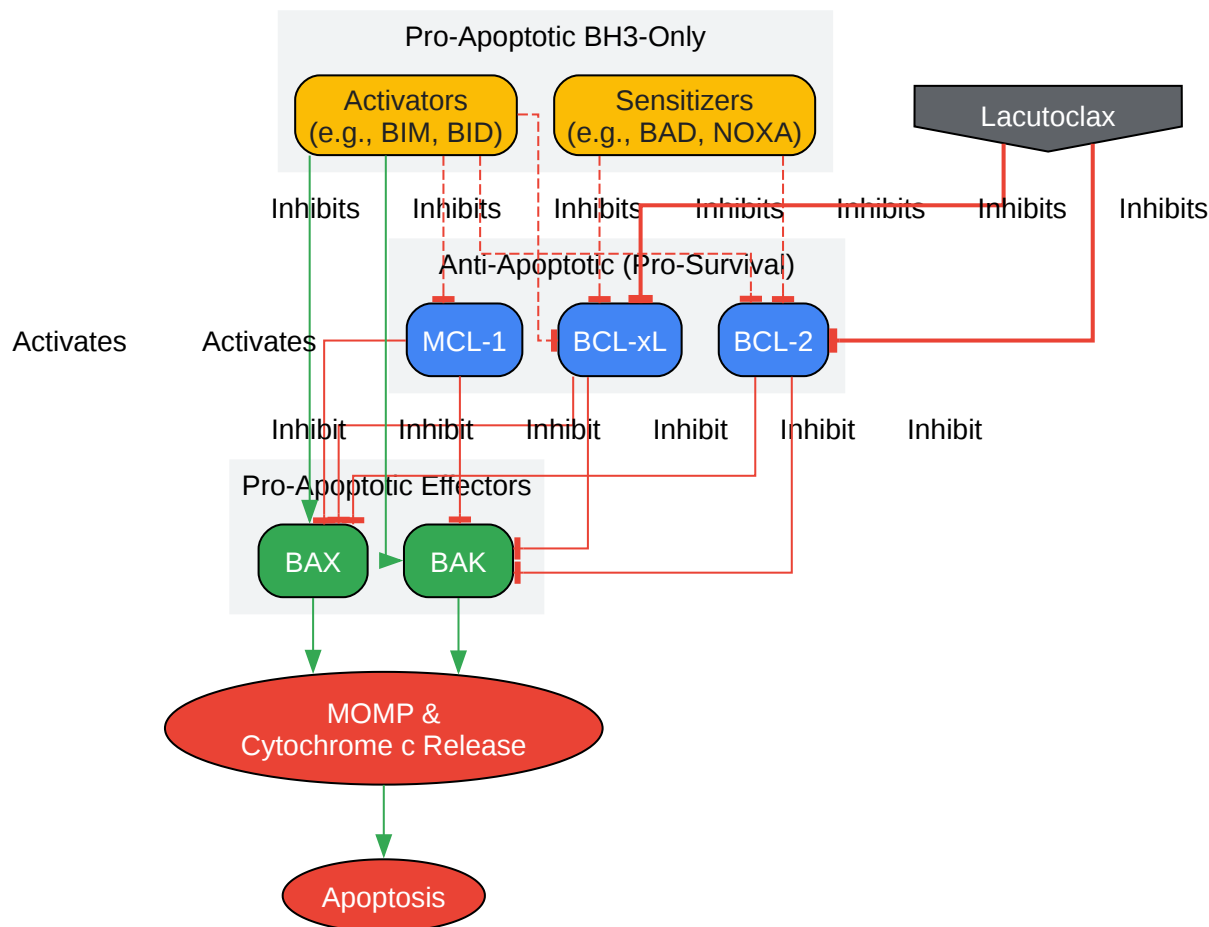 Pro-Apoptotic BH3-Only
Activators
(e.g., BIM, BID)
Sensitizers
(e.g., BAD, NOXA)
Lacutoclax
Inhibits
Inhibits
Inhibits
Inhibits
Inhibits
Inhibits
Inhibits
Anti-Apoptotic (Pro-Survival)
Activates
Activates
MCL-1
BCL-xL
BCL-2
Inhibit
Inhibit
Inhibit
Inhibit
Inhibit
Inhibit
Pro-Apoptotic Effectors
BAX
BAK
MOMP &
Cytochrome c Release
Apoptosis